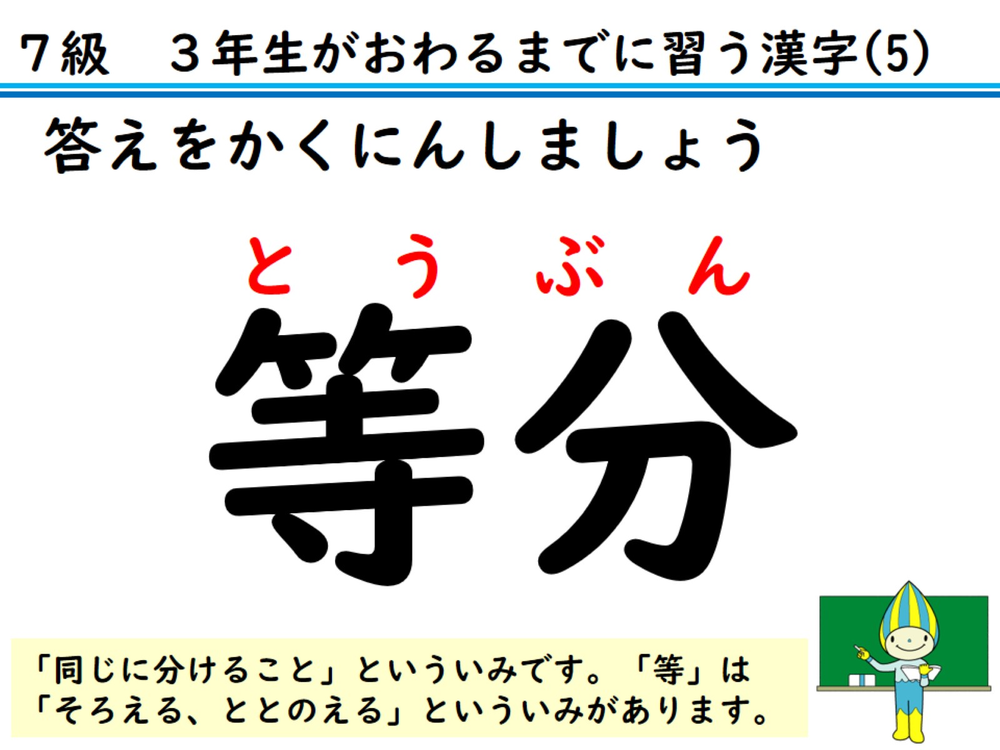 ７級　３年生がおわるまでに習う漢字(5)
答えをかくにんしましょう
とうぶん
等分
「同じに分けること」といういみです。「等」は
「そろえる、ととのえる」といういみがあります。